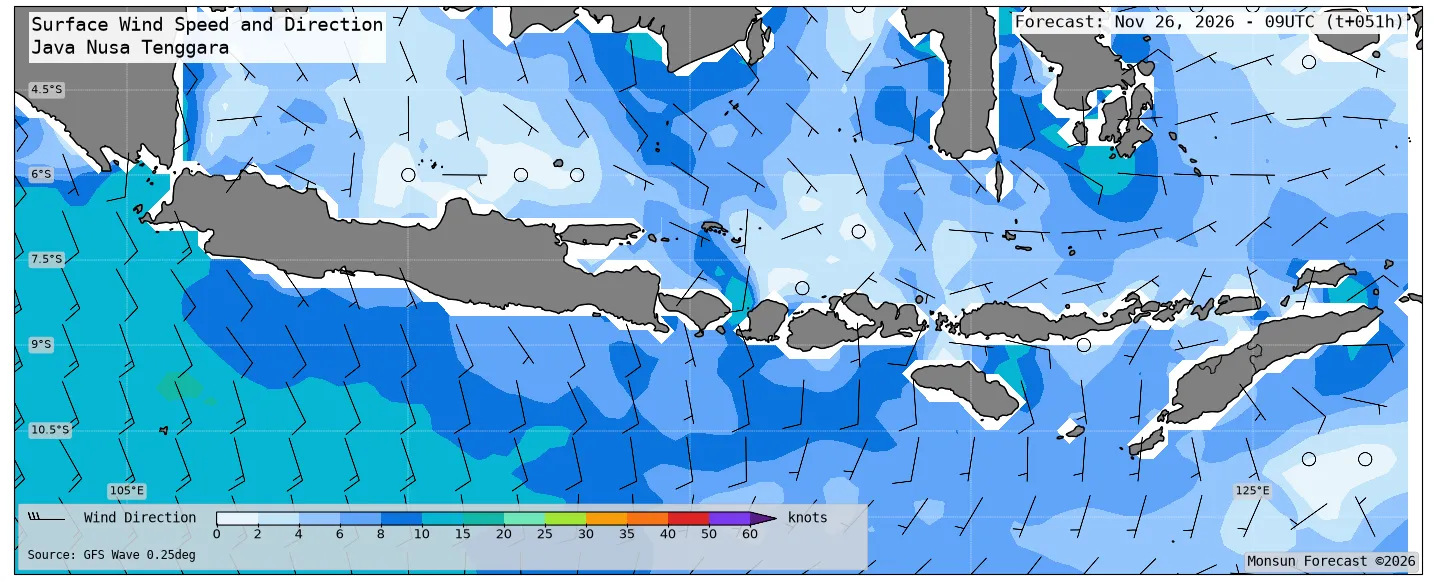 Surface Wind Speed and Direction
Java Nusa Tenggara
Forecast: Nov 26, 2026 - 09UTC (t+051h)
4.5°S
6°S
7.5°S
9°S
10.5°S
105°E
125°E
Wind Direction
0 2 4 6 8 10 15 20 25 30 35 40 50 60
knots
Source: GFS Wave 0.25deg
Monsun Forecast ©2026